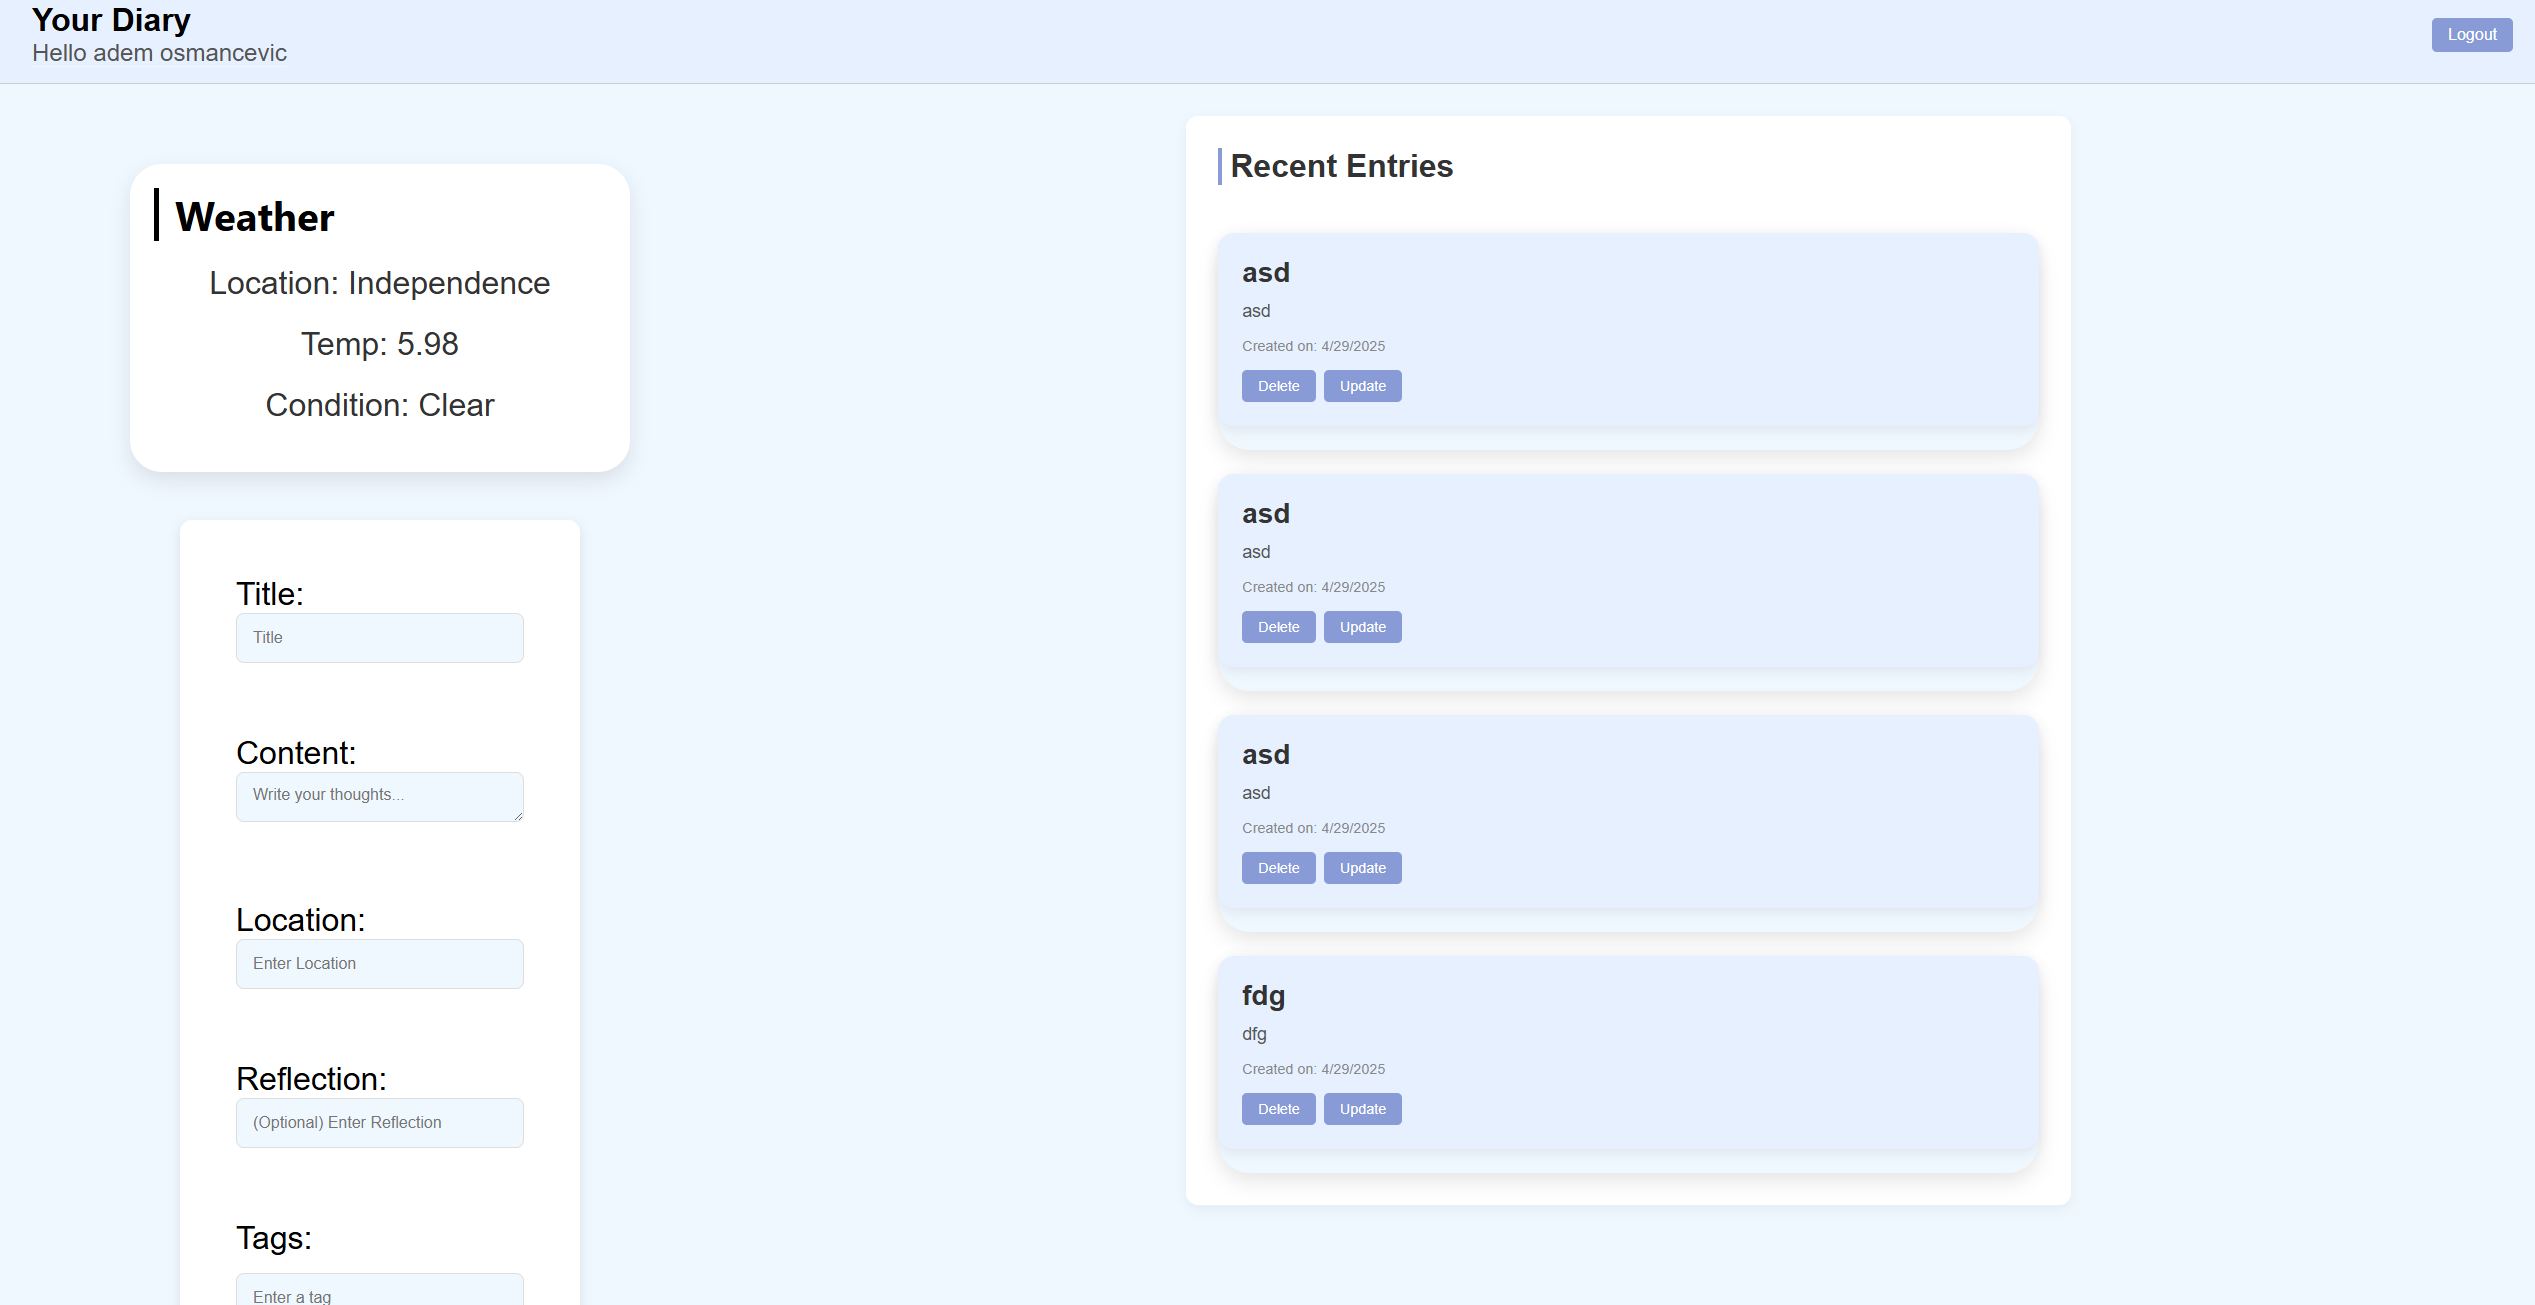 Your Diary
Hello adem osmancevic
Logout
Weather
Location: Independence
Temp: 5.98
Condition: Clear
Title:
Title
Content:
Write your thoughts...
Location:
Enter Location
Reflection:
(Optional) Enter Reflection
Tags:
Enter a tag
Recent Entries
asd
asd
Created on: 4/29/2025
Delete Update
asd
asd
Created on: 4/29/2025
Delete Update
asd
asd
Created on: 4/29/2025
Delete Update
fdg
dfg
Created on: 4/29/2025
Delete Update